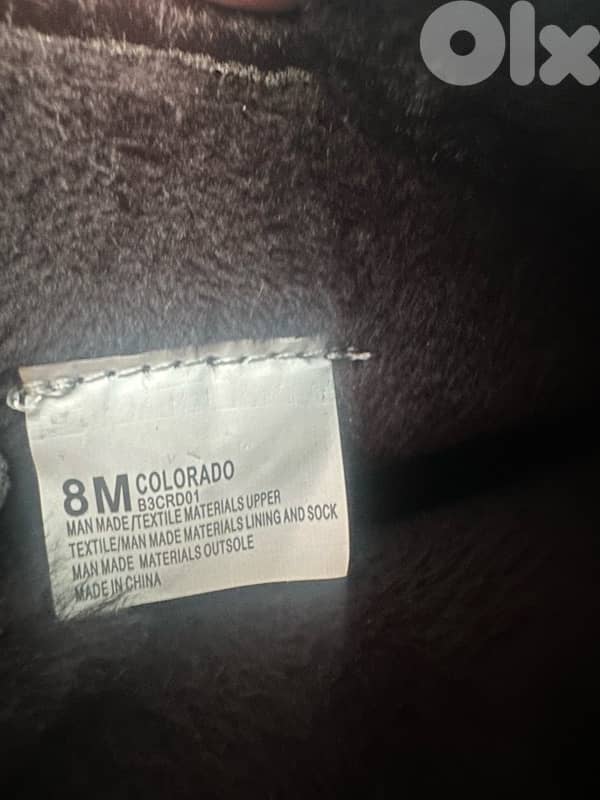 olx
8M COLORADO
B3CRD01
MAN MADE/TEXTILE MATERIALS UPPER
TEXTILE/MAN MADE MATERIALS LINING AND SOCK
MAN MADE MATERIALS OUTSOLE
MADE IN CHINA